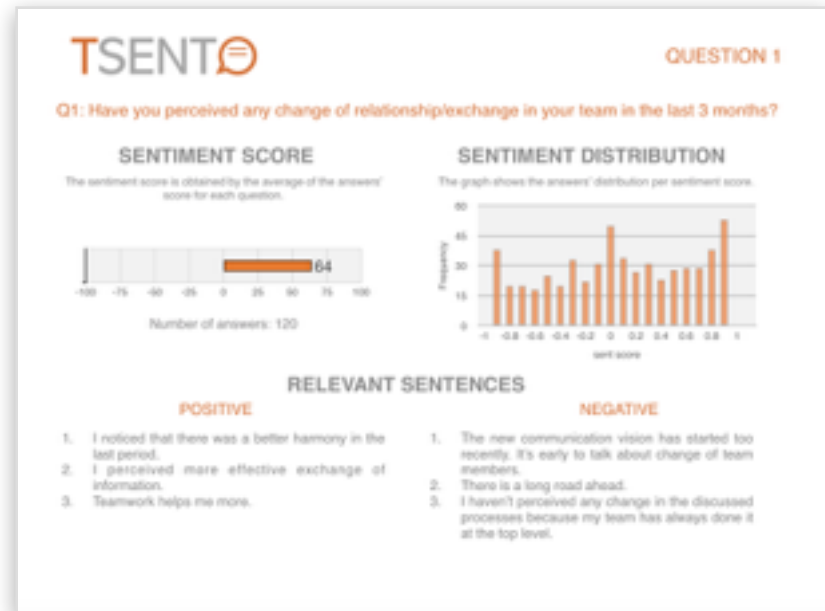 TSENTO
QUESTION 1
Q1: Have you perceived any change of relationship/exchange in your team in the last 3 months?
SENTIMENT SCORE
The sentiment score is obtained by the average of the answers'
score for each question.
64
-100 -75 -50 -25 0 25 50 75 100
Number of answers: 120
SENTIMENT DISTRIBUTION
The graph shows the answers' distribution per sentiment score.
Frequency
60
45
30
15
0
-1 -0.8 -0.6 -0.4 -0.2 0 0.2 0.4 0.6 0.8 1
sent score
RELEVANT SENTENCES
POSITIVE
1. I noticed that there was a better harmony in the
last period.
2. I perceived more effective exchange of
information.
3. Teamwork helps me more.
NEGATIVE
1. The new communication vision has started too
recently. It's early to talk about change of team
members.
2. There is a long road ahead.
3. I haven't perceived any change in the discussed
processes because my team has always done it
at the top level.